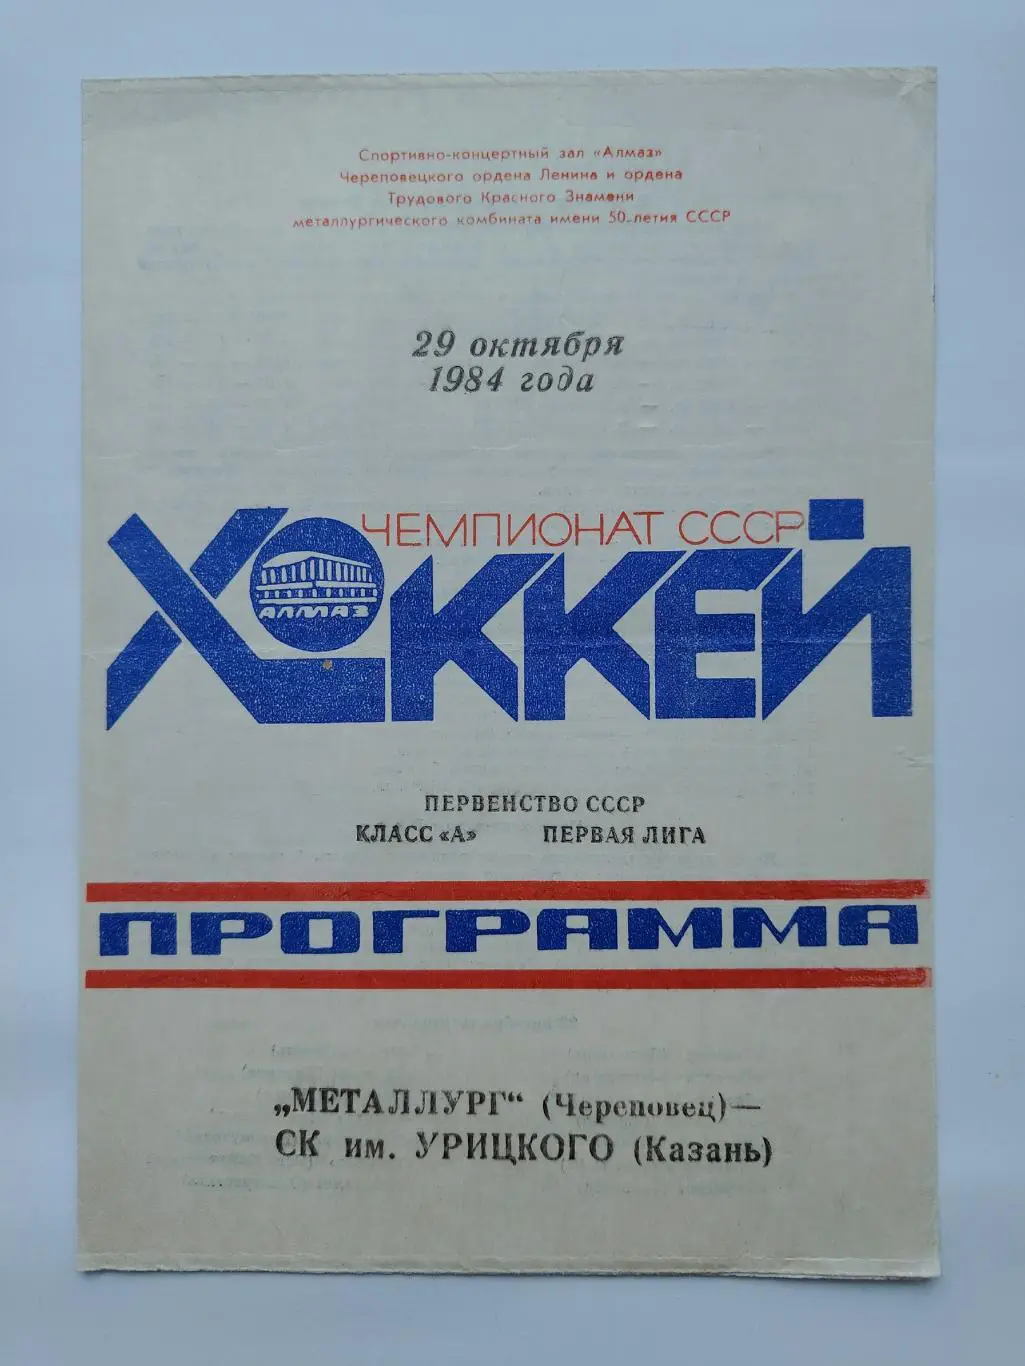 Спортивно-концертный зал «Алмаз»
Череповецкого ордена Ленина и ордена
Трудового Красного Знамени
металлургического комбината имени 50-летия СССР
29 октября
1984 года
ЧЕМПИОНАТ СССР
ХОККЕЙ
АЛМАЗ
ПЕРВЕНСТВО СССР
КЛАСС «А» ПЕРВАЯ ЛИГА
ПРОГРАММА
„МЕТАЛЛУРГ“ (Череповец)—
СК им. УРИЦКОГО (Казань)